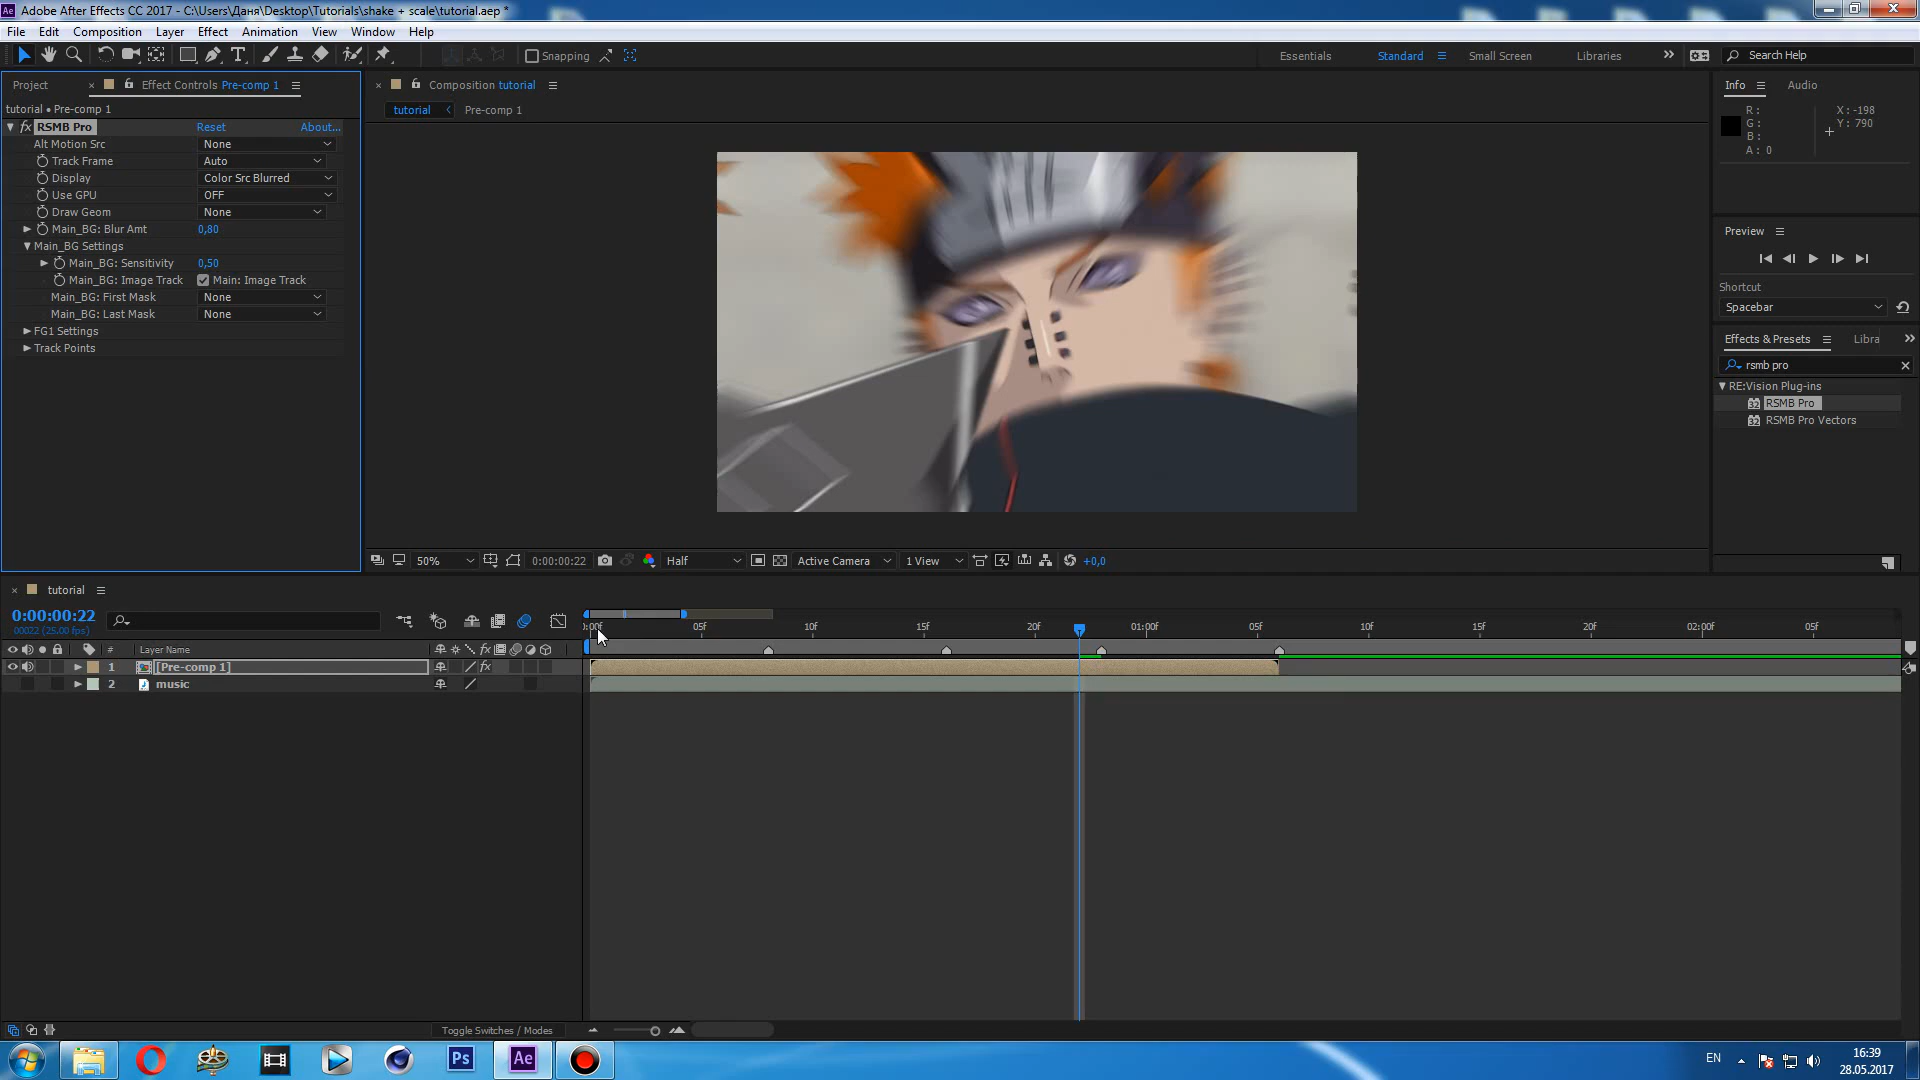 Adobe After Effects CC 2017 - C:\Users\Даня\Desktop\Tutorials\shake + scale\tutorial.aep *
File Edit Composition Layer Effect Animation View Window Help
Snapping Essentials Standard Small Screen Libraries Search Help
Project Effect Controls Pre-comp 1 Composition tutorial Info Audio
tutorial • Pre-comp 1 tutorial Pre-comp 1
R: X: -198
G: Y: 790
B:
A: 0
fx RSMB Pro Reset About...
Alt Motion Src None
Track Frame Auto
Display Color Src Blurred
Use GPU OFF
Draw Geom None
Main_BG: Blur Amt 0,80
Main_BG Settings
Main_BG: Sensitivity 0,50
Main_BG: Image Track Main: Image Track
Main_BG: First Mask None
Main_BG: Last Mask None
FG1 Settings
Track Points
Preview
Shortcut
Spacebar
Effects & Presets Libra
rsmb pro
RE:Vision Plug-ins
32 RSMB Pro
32 RSMB Pro Vectors
50% 0:00:00:22 Half Active Camera 1 View +0,0
tutorial
0:00:00:22
00022 (25.00 fps)
05f 10f 15f 20f 01:00f 05f 10f 15f 20f 02:00f 05f
# Layer Name fx
1 [Pre-comp 1] fx
2 music
Toggle Switches / Modes
Ps Ae EN 16:39
28.05.2017